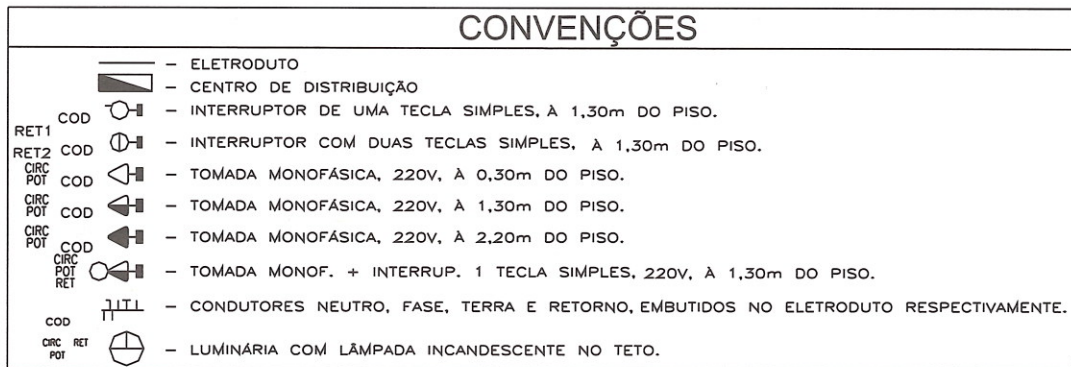 CONVENÇÕES
– ELETRODUTO
– CENTRO DE DISTRIBUIÇÃO
COD – INTERRUPTOR DE UMA TECLA SIMPLES, À 1,30m DO PISO.
RET1
RET2 COD – INTERRUPTOR COM DUAS TECLAS SIMPLES, À 1,30m DO PISO.
CIRC
POT COD – TOMADA MONOFÁSICA, 220V, À 0,30m DO PISO.
CIRC
POT COD – TOMADA MONOFÁSICA, 220V, À 1,30m DO PISO.
CIRC
POT COD – TOMADA MONOFÁSICA, 220V, À 2,20m DO PISO.
CIRC
POT
RET – TOMADA MONOF. + INTERRUP. 1 TECLA SIMPLES, 220V, À 1,30m DO PISO.
– CONDUTORES NEUTRO, FASE, TERRA E RETORNO, EMBUTIDOS NO ELETRODUTO RESPECTIVAMENTE.
COD
CIRC RET
POT – LUMINÁRIA COM LÂMPADA INCANDESCENTE NO TETO.